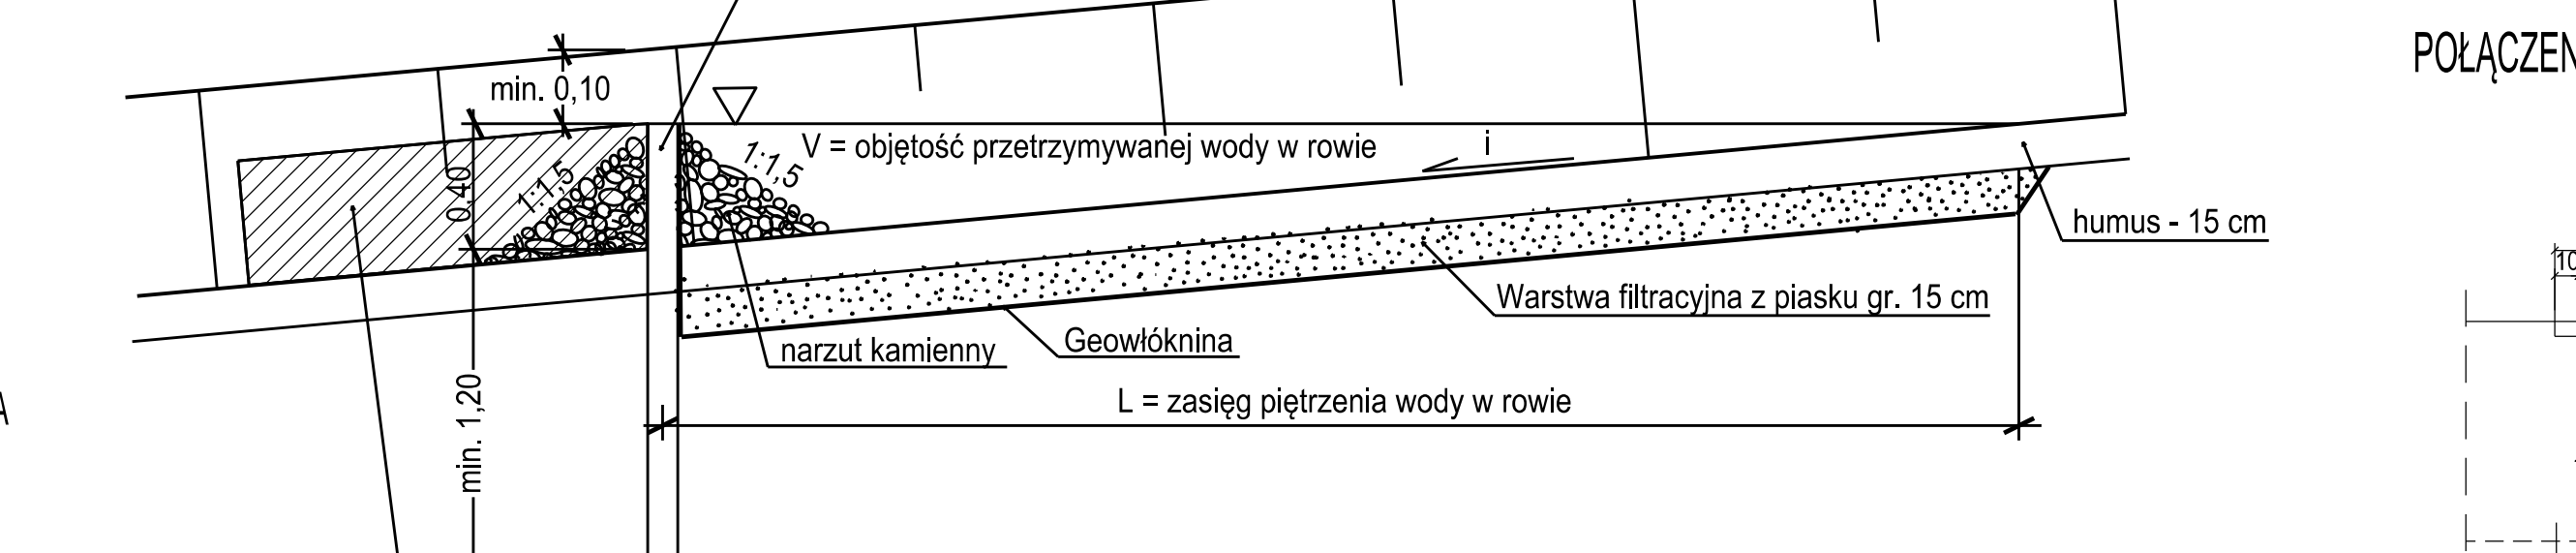 POŁĄCZEN
min. 0,10
V = objętość przetrzymywanej wody w rowie
i
1:1,5
1:1,5
0,40
humus - 15 cm
10
Warstwa filtracyjna z piasku gr. 15 cm
Geowłóknina
narzut kamienny
L = zasięg piętrzenia wody w rowie
min. 1,20
A